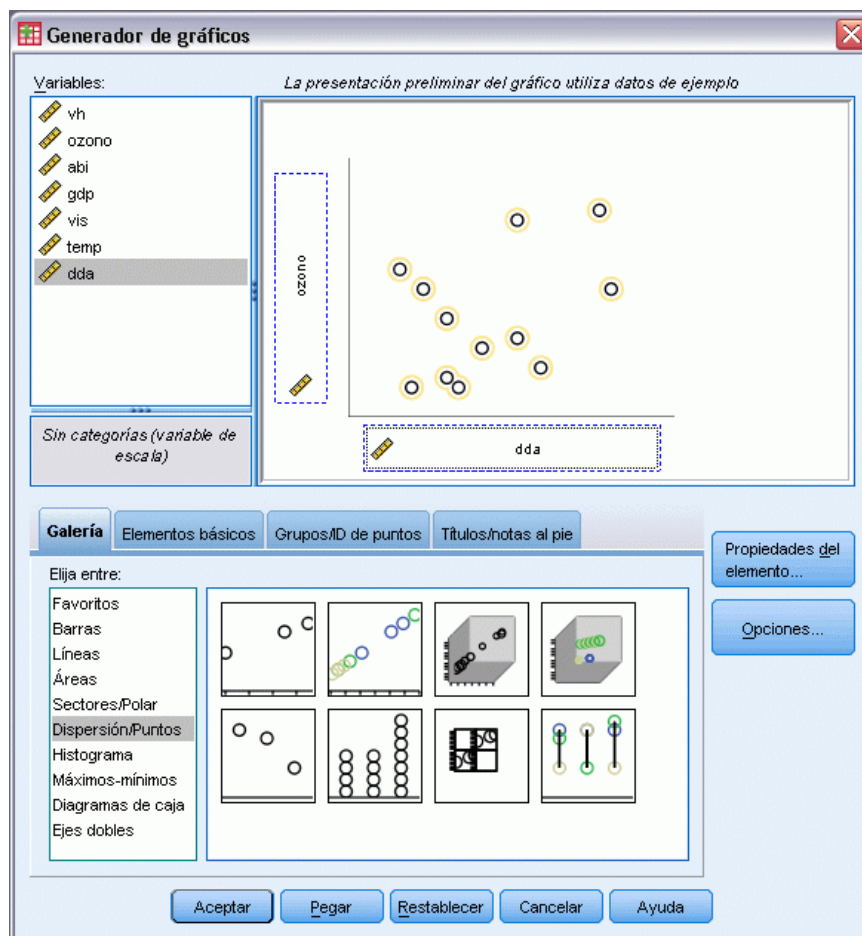 Generador de gráficos
Variables:
La presentación preliminar del gráfico utiliza datos de ejemplo
vh
ozono
abi
gdp
vis
temp
dda
Sin categorías (variable de
escala)
ozono
dda
Galería
Elementos básicos
Grupos/ID de puntos
Títulos/notas al pie
Elija entre:
Favoritos
Barras
Líneas
Áreas
Sectores/Polar
Dispersión/Puntos
Histograma
Máximos-mínimos
Diagramas de caja
Ejes dobles
Propiedades del
elemento...
Opciones...
Aceptar
Pegar
Restablecer
Cancelar
Ayuda